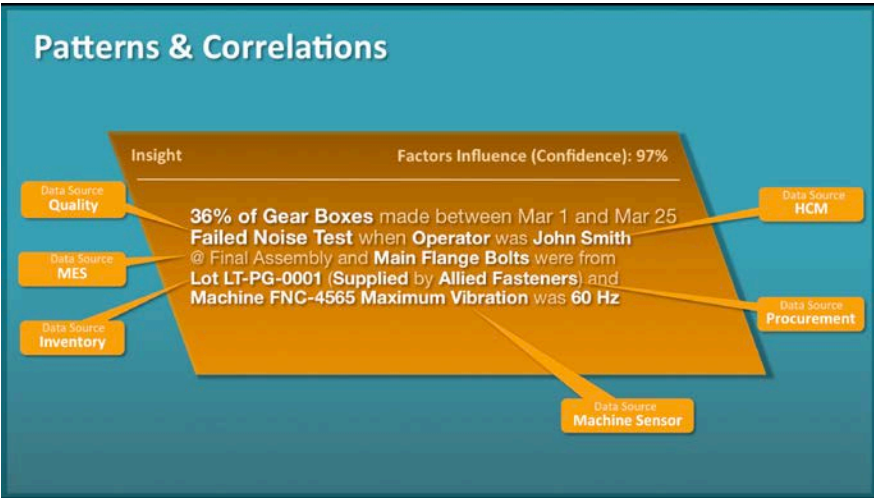 Patterns & Correlations
Insight
Factors Influence (Confidence): 97%
Data Source
Quality
Data Source
HCM
36% of Gear Boxes made between Mar 1 and Mar 25
Failed Noise Test when Operator was John Smith
@ Final Assembly and Main Flange Bolts were from
Lot LT-PG-0001 (Supplied by Allied Fasteners) and
Machine FNC-4565 Maximum Vibration was 60 Hz
Data Source
MES
Data Source
Inventory
Data Source
Procurement
Data Source
Machine Sensor